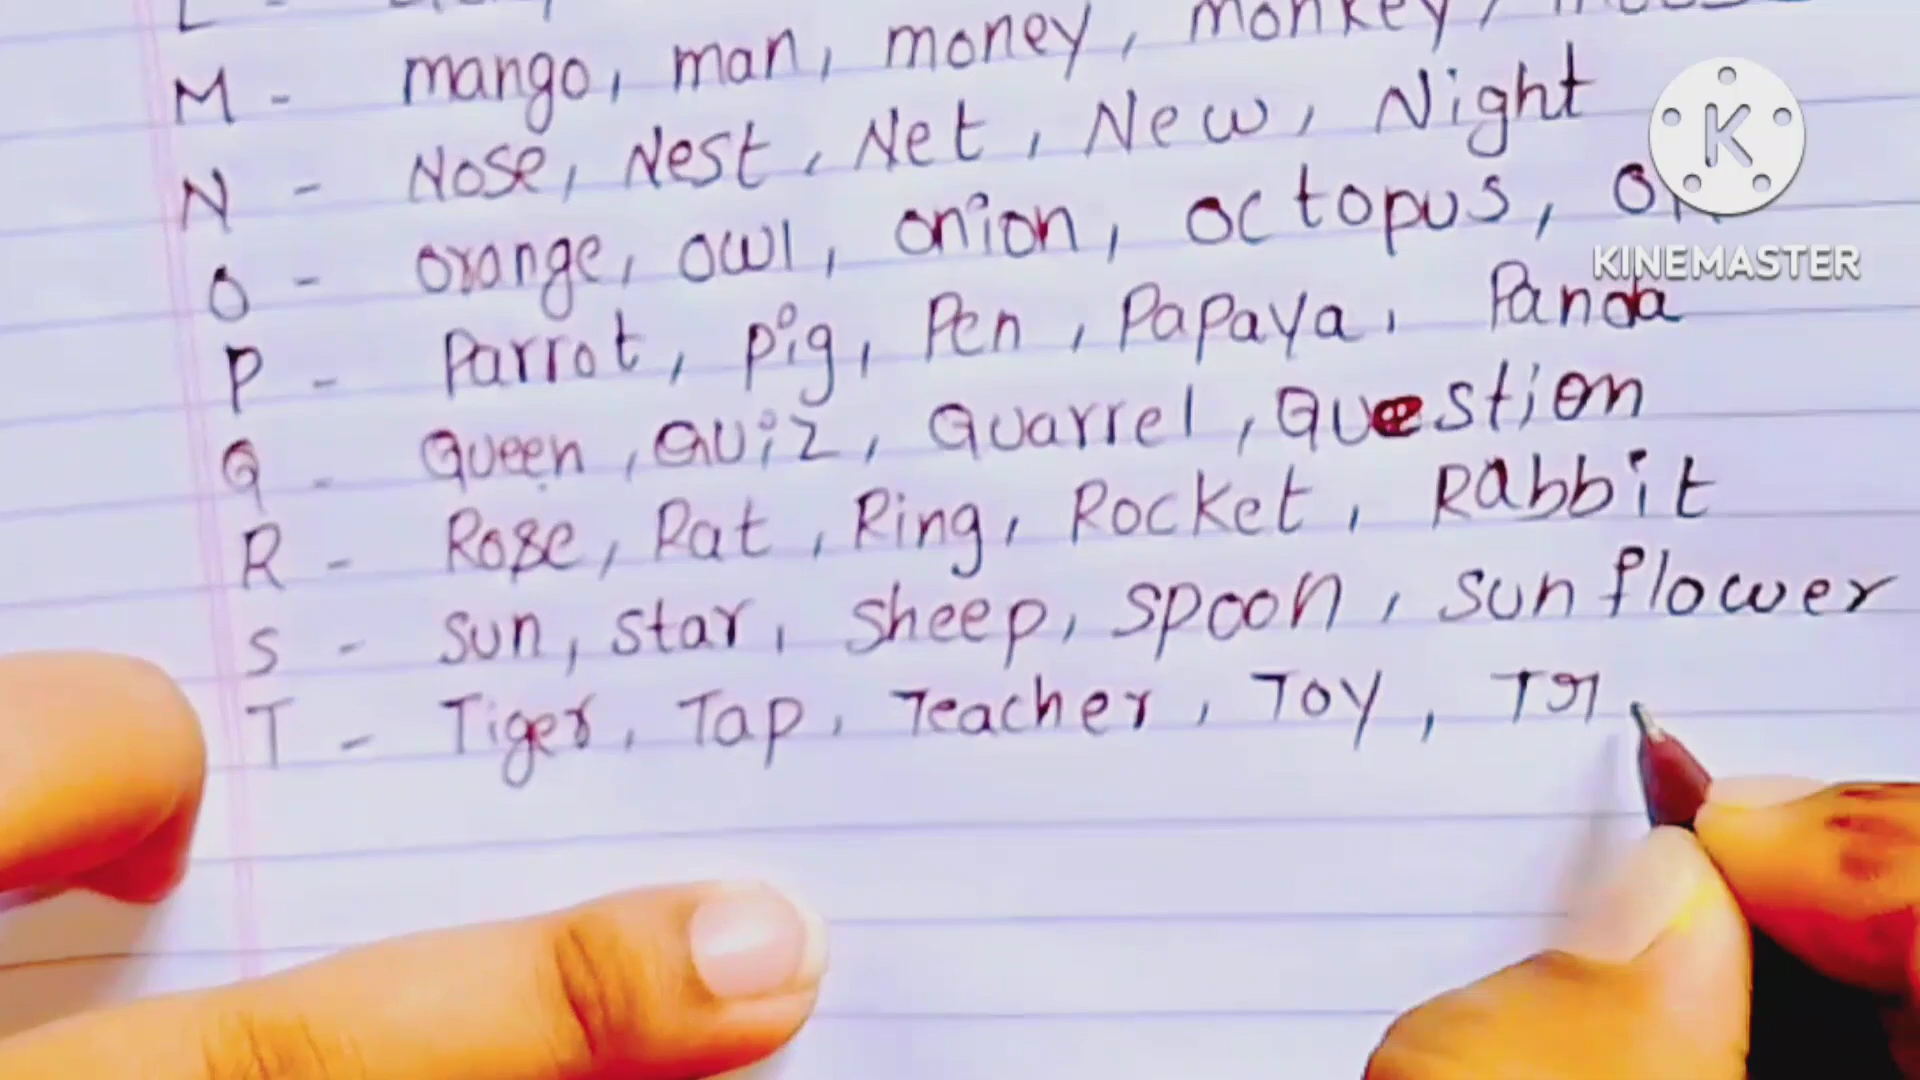 M - mango, man, money, monkey,
N - Nose, Nest, Net, New, Night
O - orange, owl, onion, octopus,
P - Parrot, pig, Pen, Papaya, Panda
Q - Queen, Quiz, Quarrel, Question
R - Rose, Rat, Ring, Rocket, Rabbit
S - Sun, Star, Sheep, Spoon, Sunflower
T - Tiger, Tap, Teacher, Toy,
K
KINEMASTER